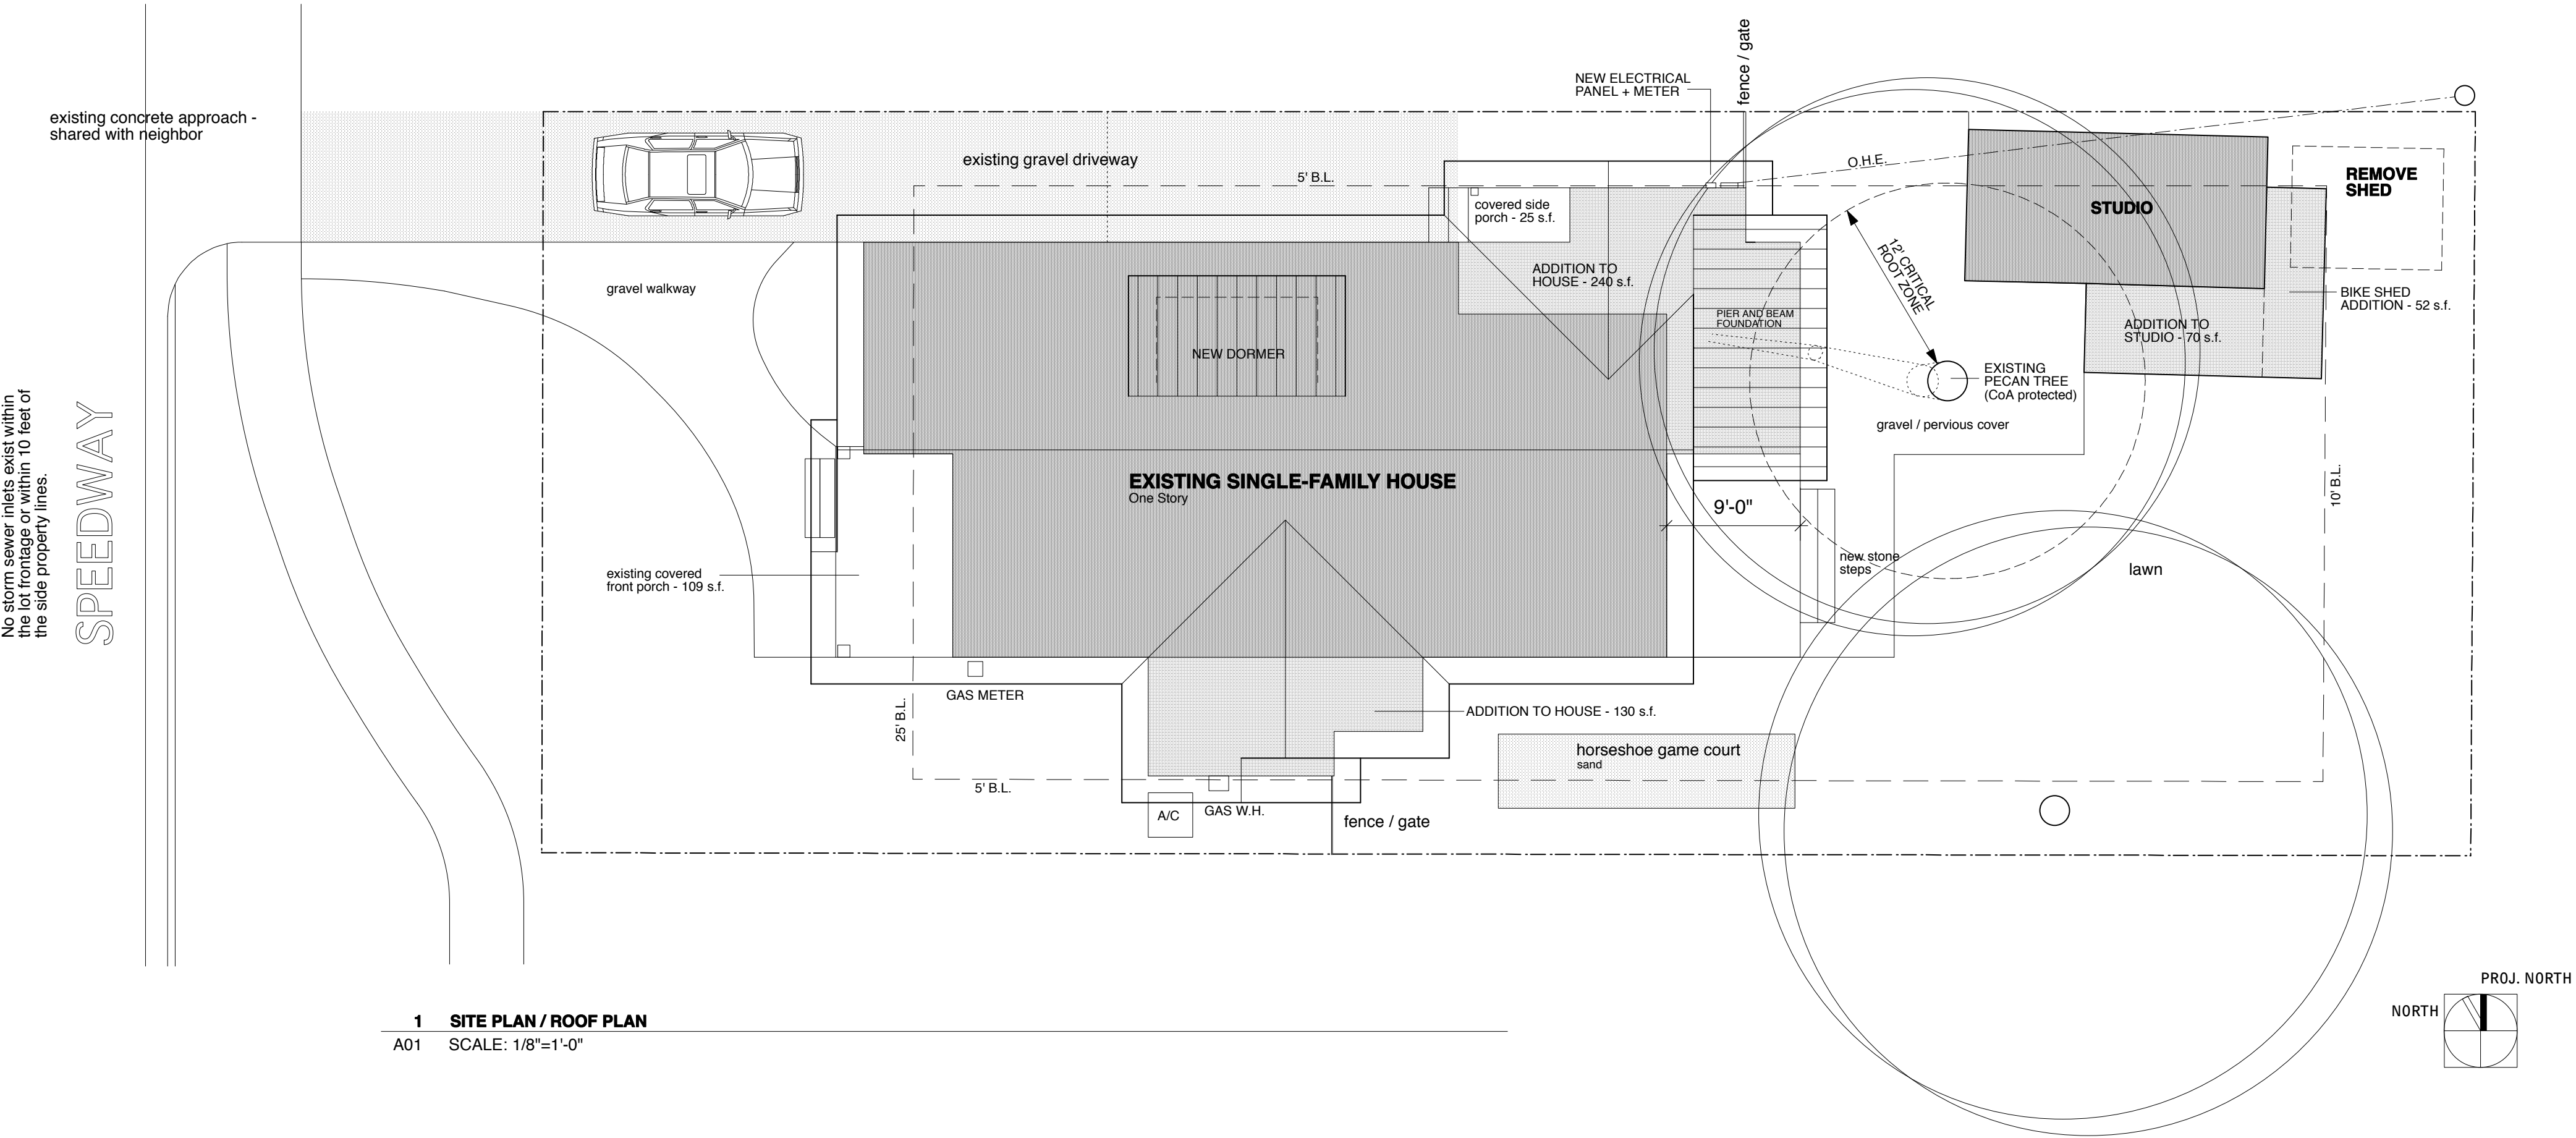 fence / gate
NEW ELECTRICAL
PANEL + METER
existing concrete approach -
shared with neighbor
existing gravel driveway
O.H.E.
REMOVE
SHED
5' B.L.
covered side
porch - 25 s.f.
STUDIO
12' CRITICAL
ROOT ZONE
gravel walkway
ADDITION TO
HOUSE - 240 s.f.
BIKE SHED
ADDITION - 52 s.f.
PIER AND BEAM
FOUNDATION
ADDITION TO
STUDIO - 70 s.f.
NEW DORMER
EXISTING
PECAN TREE
(CoA protected)
gravel / pervious cover
No storm sewer inlets exist within
the lot frontage or within 10 feet of
the side property lines.
SPEEDWAY
EXISTING SINGLE-FAMILY HOUSE
One Story
10' B.L.
9'-0"
new stone
steps
lawn
existing covered
front porch - 109 s.f.
GAS METER
25' B.L.
ADDITION TO HOUSE - 130 s.f.
horseshoe game court
sand
5' B.L.
A/C
GAS W.H.
fence / gate
PROJ. NORTH
NORTH
1 SITE PLAN / ROOF PLAN
A01 SCALE: 1/8"=1'-0"